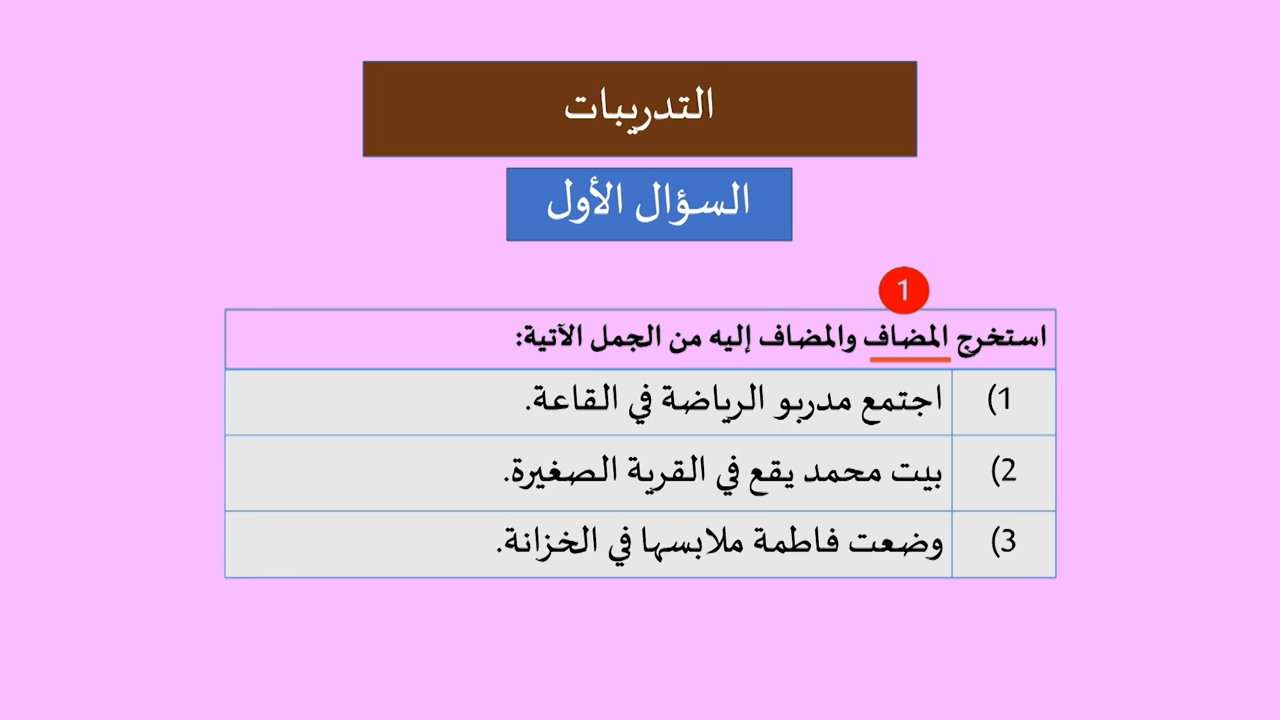 التدريبات
السؤال الأول
1
استخرج المضاف والمضاف إليه من الجمل الآتية:
1) اجتمع مدربو الرياضة في القاعة.
2) بيت محمد يقع في القرية الصغيرة.
3) وضعت فاطمة ملابسها في الخزانة.